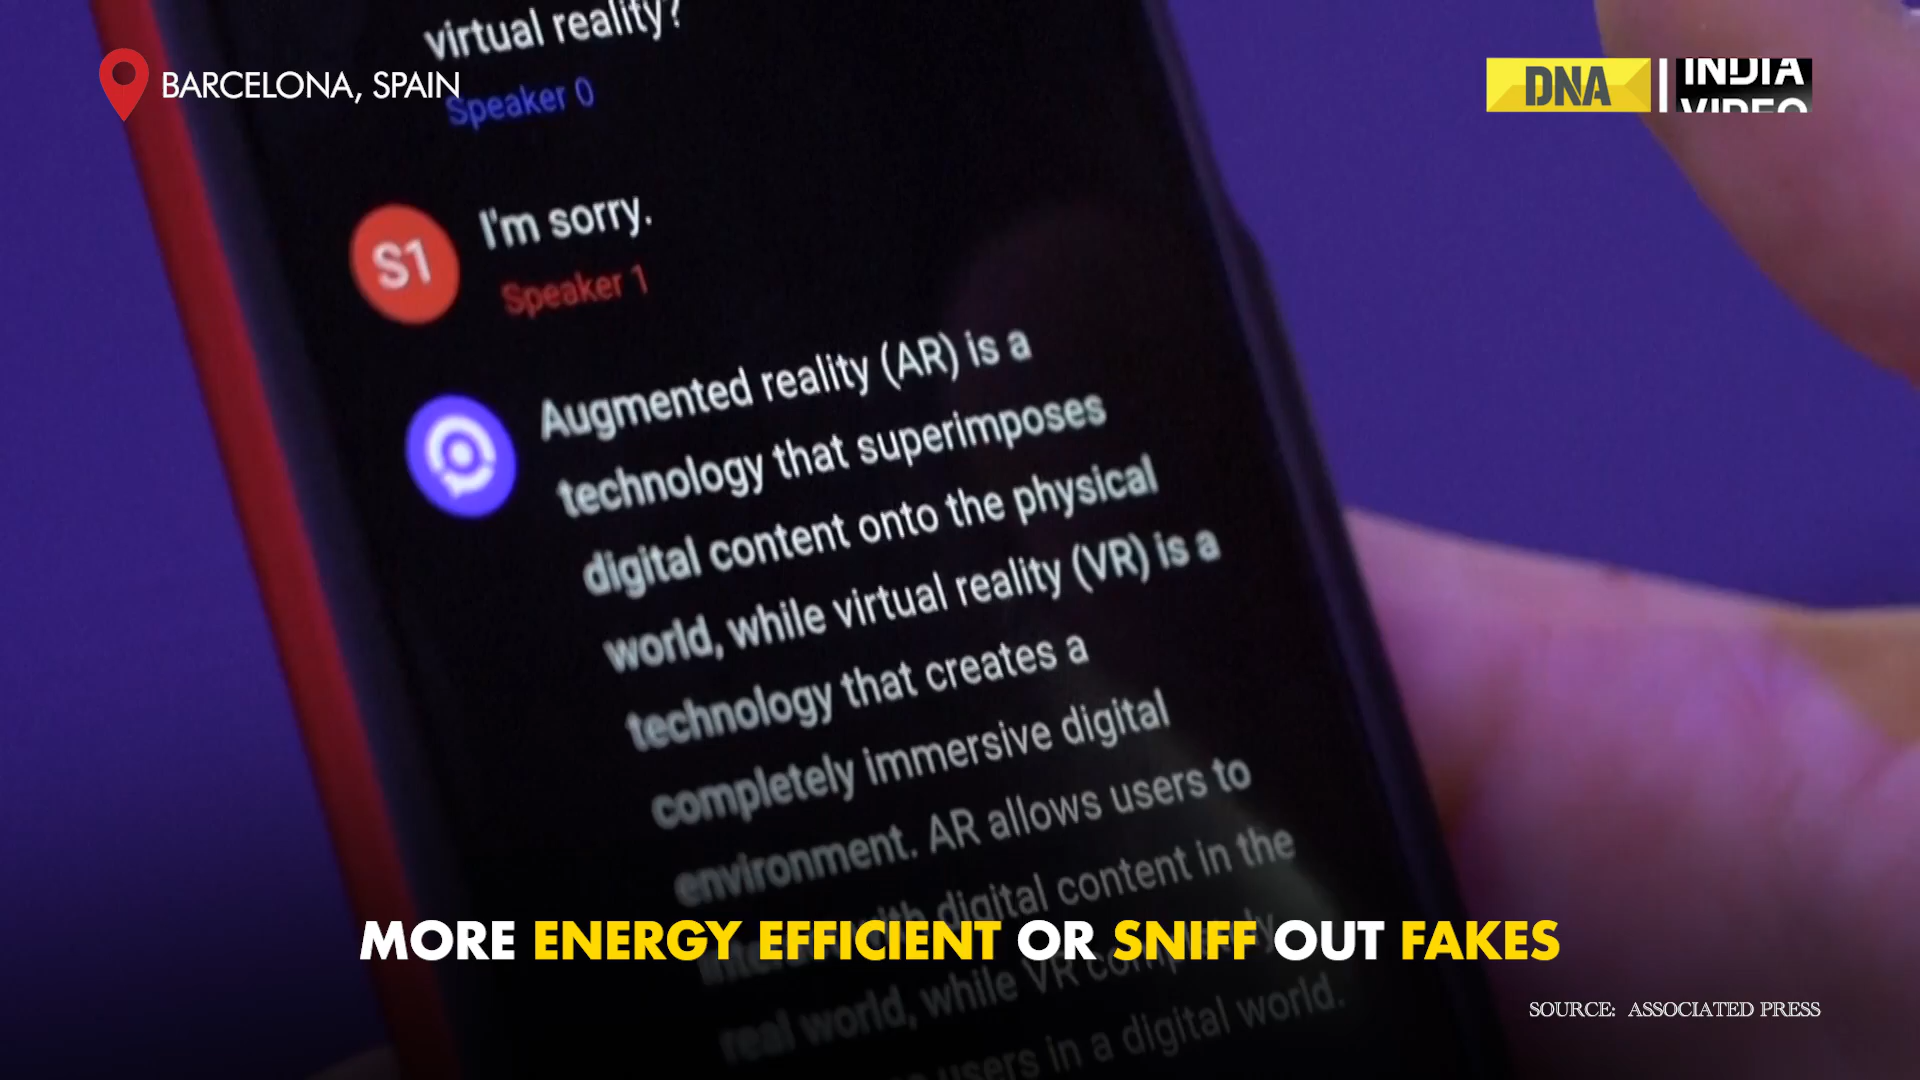 virtual reality?
BARCELONA, SPAIN
Speaker 0
DNA
INDIA
VIDEO
I'm sorry.
S1
Speaker 1
Augmented reality (AR) is a
technology that superimposes
digital content onto the physical
world, while virtual reality (VR) is a
technology that creates a
completely immersive digital
environment. AR allows users to
digital content in the
real world, while VR
users in a digital world.
MORE ENERGY EFFICIENT OR SNIFF OUT FAKES
SOURCE: ASSOCIATED PRESS